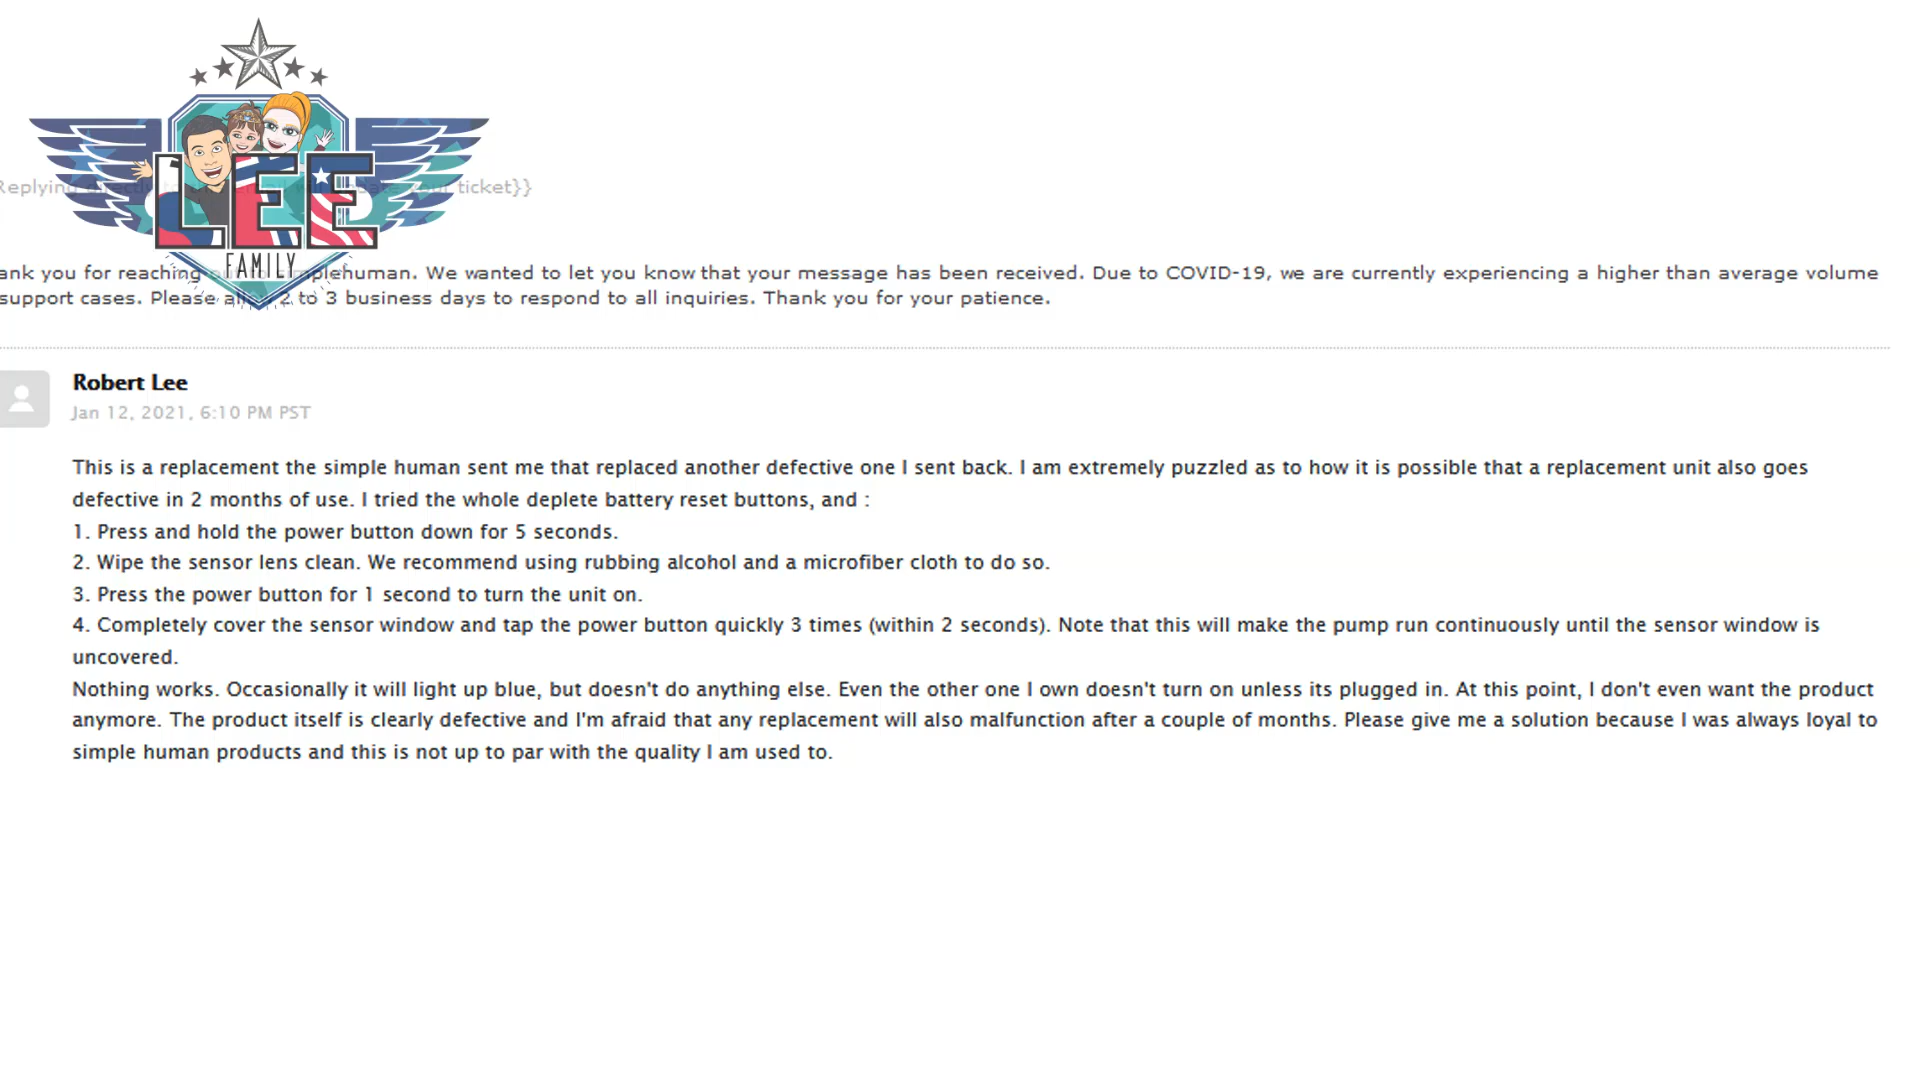 LEE
FAMILY
Replying directly to this email will update your ticket}}
ank you for reaching out to simplehuman. We wanted to let you know that your message has been received. Due to COVID-19, we are currently experiencing a higher than average volume
support cases. Please allow 2 to 3 business days to respond to all inquiries. Thank you for your patience.
Robert Lee
Jan 12, 2021, 6:10 PM PST
This is a replacement the simple human sent me that replaced another defective one I sent back. I am extremely puzzled as to how it is possible that a replacement unit also goes
defective in 2 months of use. I tried the whole deplete battery reset buttons, and :
1. Press and hold the power button down for 5 seconds.
2. Wipe the sensor lens clean. We recommend using rubbing alcohol and a microfiber cloth to do so.
3. Press the power button for 1 second to turn the unit on.
4. Completely cover the sensor window and tap the power button quickly 3 times (within 2 seconds). Note that this will make the pump run continuously until the sensor window is
uncovered.
Nothing works. Occasionally it will light up blue, but doesn't do anything else. Even the other one I own doesn't turn on unless its plugged in. At this point, I don't even want the product
anymore. The product itself is clearly defective and I'm afraid that any replacement will also malfunction after a couple of months. Please give me a solution because I was always loyal to
simple human products and this is not up to par with the quality I am used to.